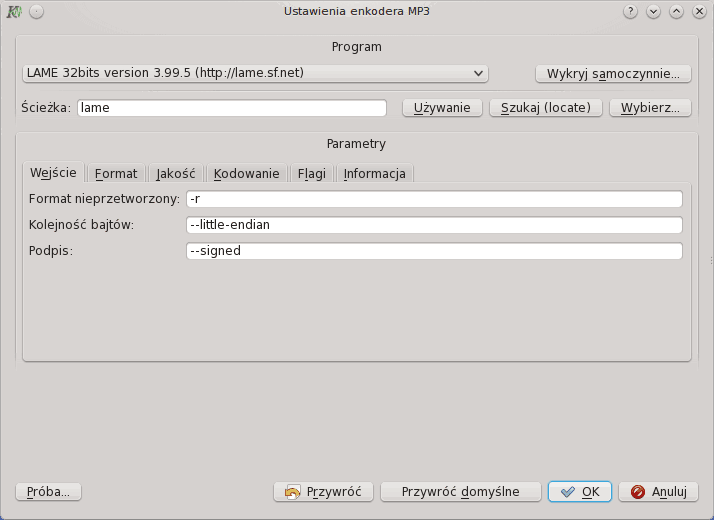 Ustawienia enkodera MP3
Program
LAME 32bits version 3.99.5 (http://lame.sf.net) Wykryj samoczynnie...
Ścieżka: lame Używanie Szukaj (locate) Wybierz...
Parametry
Wejście Format Jakość Kodowanie Flagi Informacja
Format nieprzetworzony: -r
Kolejność bajtów: --little-endian
Podpis: --signed
Próba... Przywróć Przywróć domyślne OK Anuluj